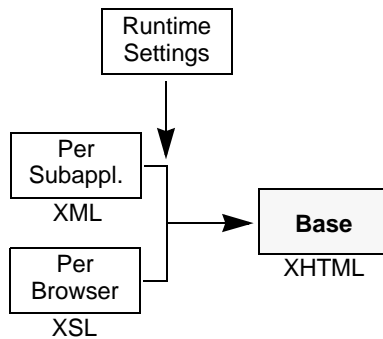 Runtime
Settings
Per
Subappl.
XML
Base
XHTML
Per
Browser
XSL